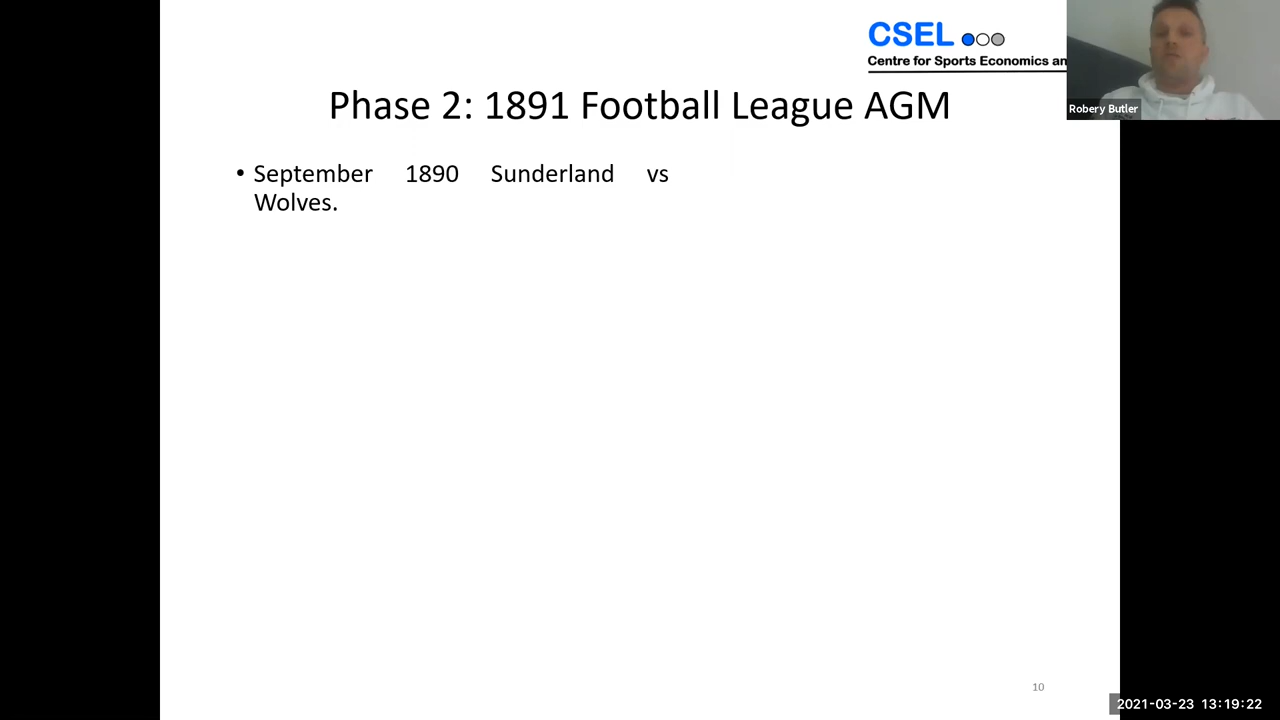 CSEL
Centre for Sports Economics an
Robery Butler
Phase 2: 1891 Football League AGM
• September 1890 Sunderland vs
Wolves.
10
2021-03-23 13:19:22